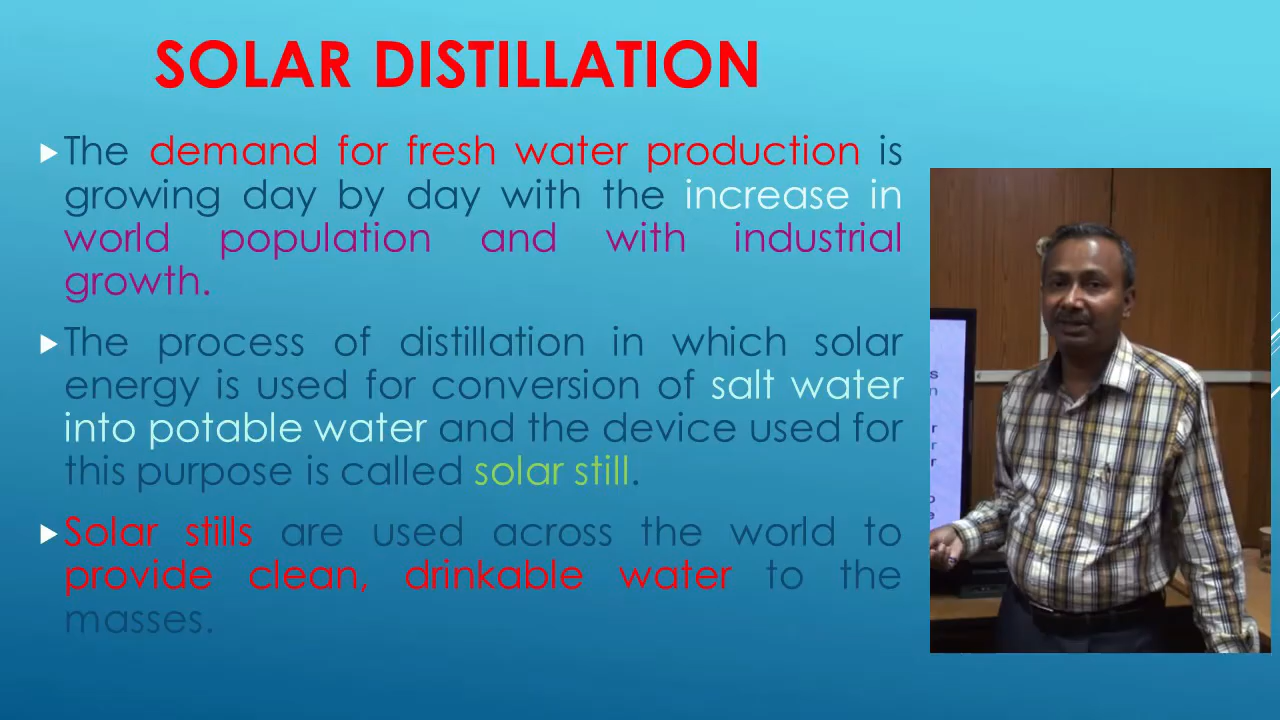 SOLAR DISTILLATION
The demand for fresh water production is
growing day by day with the increase in
world population and with industrial
growth.
The process of distillation in which solar
energy is used for conversion of salt water
into potable water and the device used for
this purpose is called solar still.
Solar stills are used across the world to
provide clean, drinkable water to the
masses.